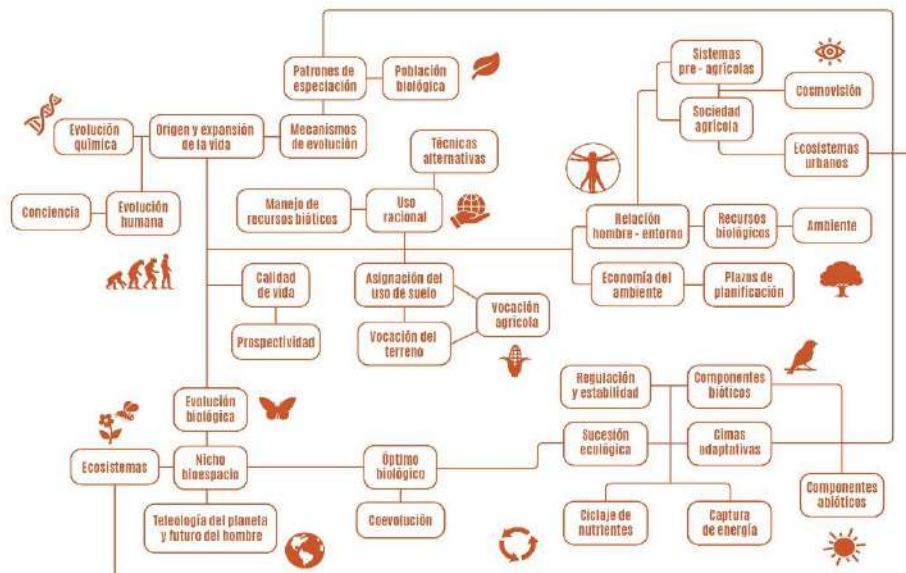 Patrones de
especiación
Población
biológica
Sistemas
pre - agrícolas
Cosmovisión
Evolución
química
Origen y expansión
de la vida
Mecanismos
de evolución
Sociedad
agrícola
Técnicas
alternativas
Ecosistemas
urbanos
Conciencia
Evolución
humana
Manejo de
recursos bióticos
Uso
racional
Relación
hombre - entorno
Recursos
biológicos
Ambiente
Calidad
de vida
Asignación del
uso de suelo
Economía del
ambiente
Plazos de
planificación
Prospectividad
Vocación del
terreno
Vocación
agrícola
Evolución
biológica
Regulación
y estabilidad
Componentes
bióticos
Ecosistemas
Nicho
bioespacio
Óptimo
biológico
Sucesión
ecológica
Cimas
adaptativas
Teleología del planeta
y futuro del hombre
Coevolución
Ciclaje de
nutrientes
Captura
de energía
Componentes
abióticos